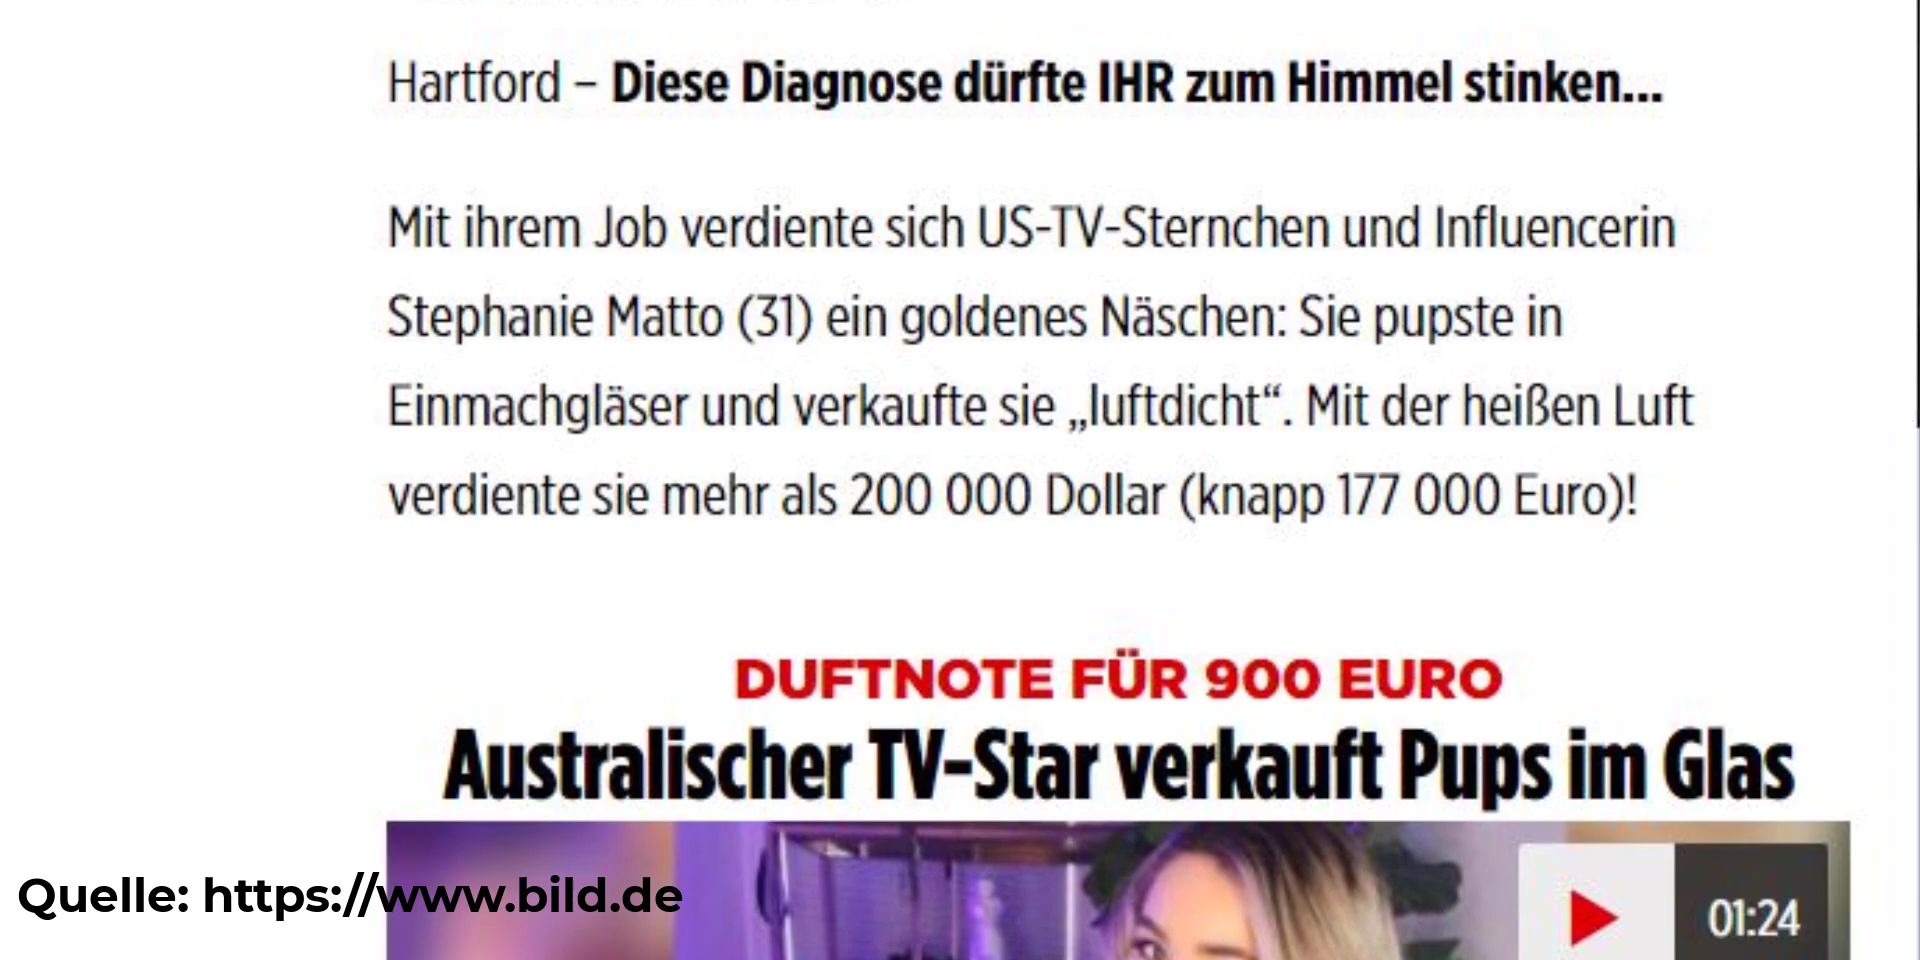 Hartford – Diese Diagnose dürfte IHR zum Himmel stinken...
Mit ihrem Job verdiente sich US-TV-Sternchen und Influencerin
Stephanie Matto (31) ein goldenes Näschen: Sie pupste in
Einmachgläser und verkaufte sie „luftdicht“. Mit der heißen Luft
verdiente sie mehr als 200 000 Dollar (knapp 177 000 Euro)!
DUFTNOTE FÜR 900 EURO
Australischer TV-Star verkauft Pups im Glas
Quelle: https://www.bild.de
01:24